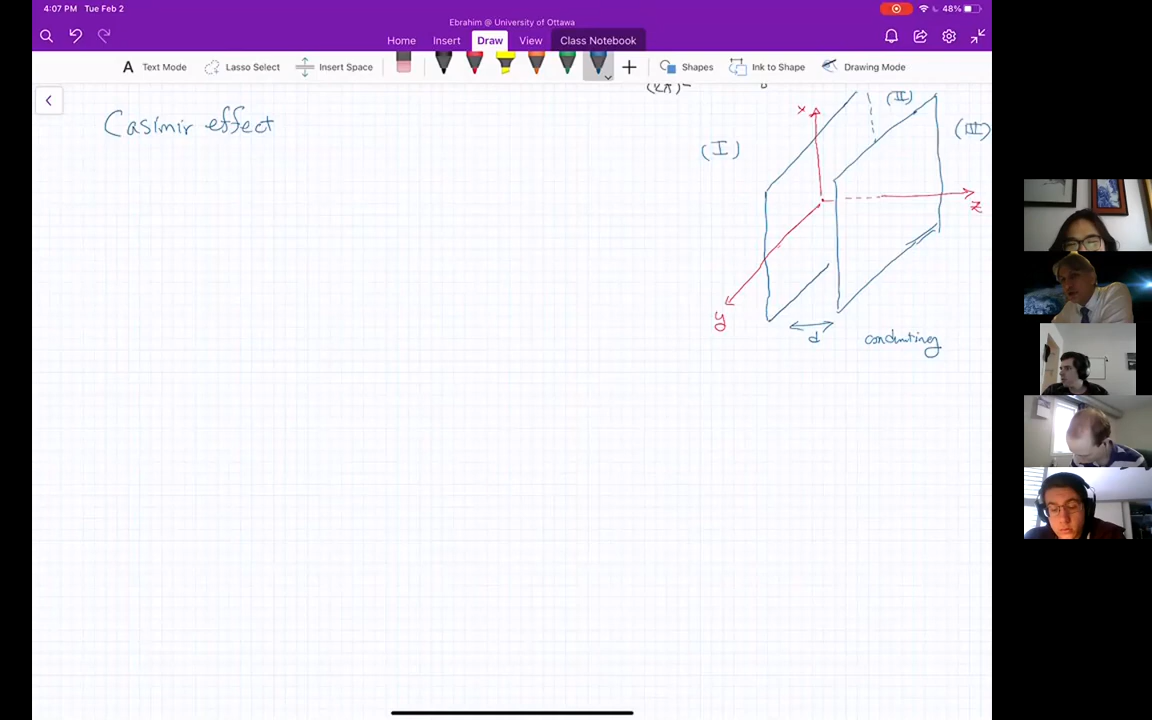 4:07 PM Tue Feb 2
48%
Ebrahim @ University of Ottawa
Home Insert Draw View Class Notebook
Text Mode Lasso Select Insert Space Shapes Ink to Shape Drawing Mode
Casimir effect
x
(II)
(III)
(I)
z
y
d
conducting